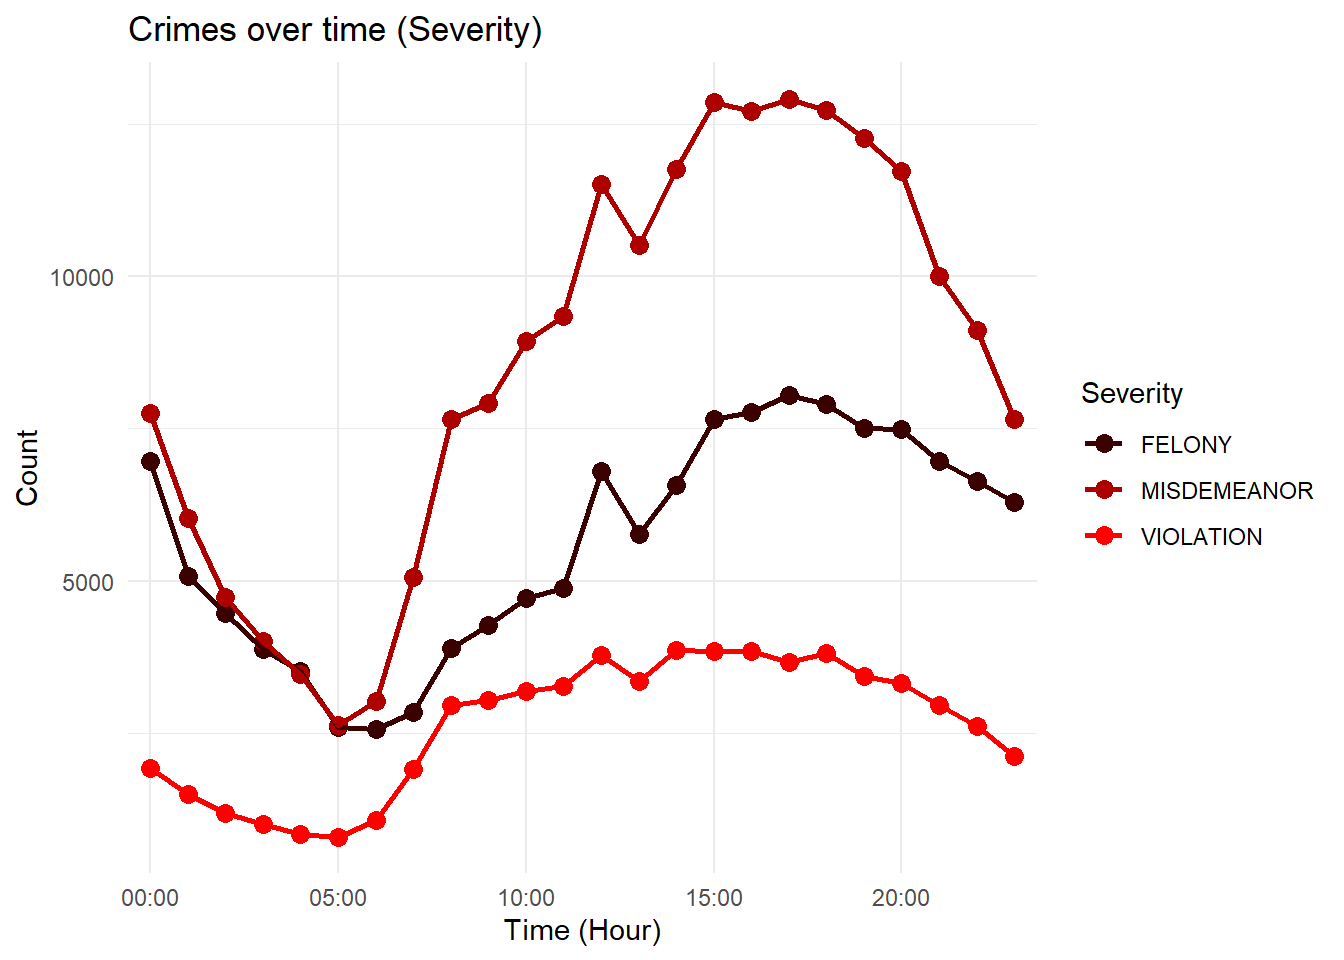 Crimes over time (Severity)
10000
5000
Count
00:00 05:00 10:00 15:00 20:00
Time (Hour)
Severity
FELONY
MISDEMEANOR
VIOLATION